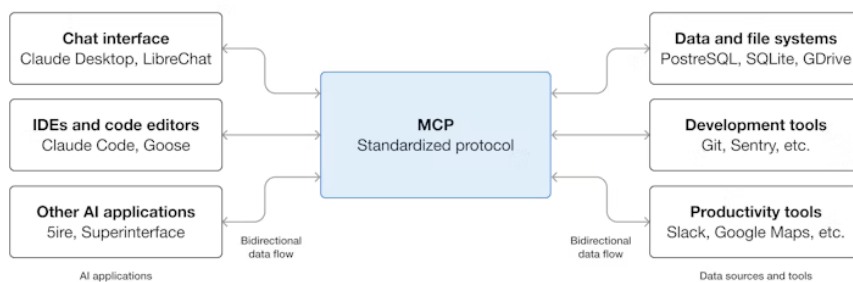 Chat interface
Claude Desktop, LibreChat
IDEs and code editors
Claude Code, Goose
Other AI applications
5ire, Superinterface
AI applications
Bidirectional
data flow
MCP
Standardized protocol
Bidirectional
data flow
Data and file systems
PostreSQL, SQLite, GDrive
Development tools
Git, Sentry, etc.
Productivity tools
Slack, Google Maps, etc.
Data sources and tools